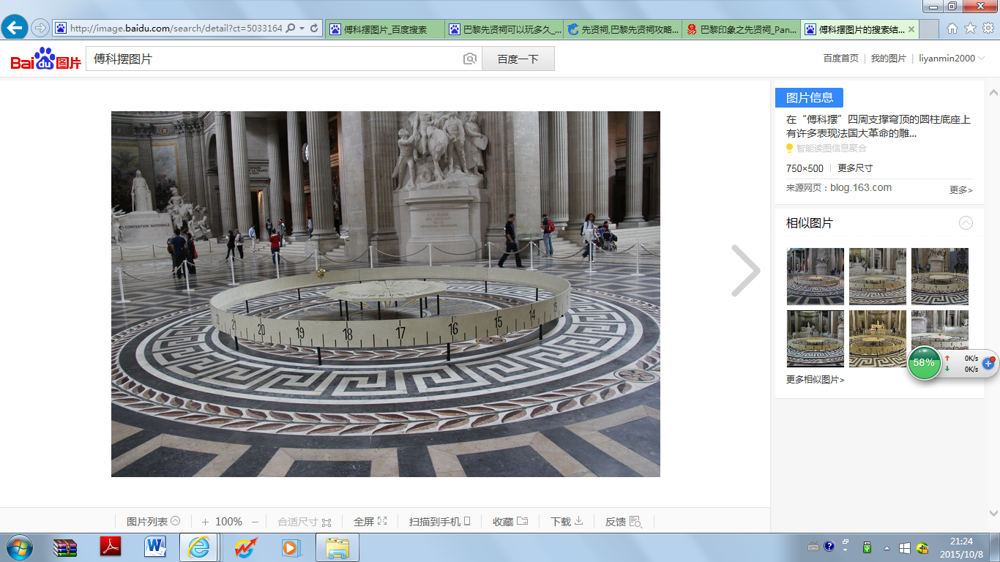 http://image.baidu.com/search/detail?ct=5033164
傅科摆图片_百度搜索
巴黎先贤祠可以玩多久_...
先贤祠,巴黎先贤祠攻略...
巴黎印象之先贤祠_Pan...
傅科摆图片的搜索结...
Bai du 图片
傅科摆图片
百度一下
百度首页
我的图片
liyanmin2000
图片信息
在“傅科摆”四周支撑穹顶的圆柱底座上
有许多表现法国大革命的雕...
智能读图信息聚合
750×500
更多尺寸
来源网页：blog.163.com
更多>
相似图片
更多相似图片>
58%
0K/s
0K/s
CONVENTION NATIONALE
21 20 19 18 17 16 15 14 13
图片列表
100%
合适尺寸
全屏
扫描到手机
收藏
下载
反馈
21:24
2015/10/8